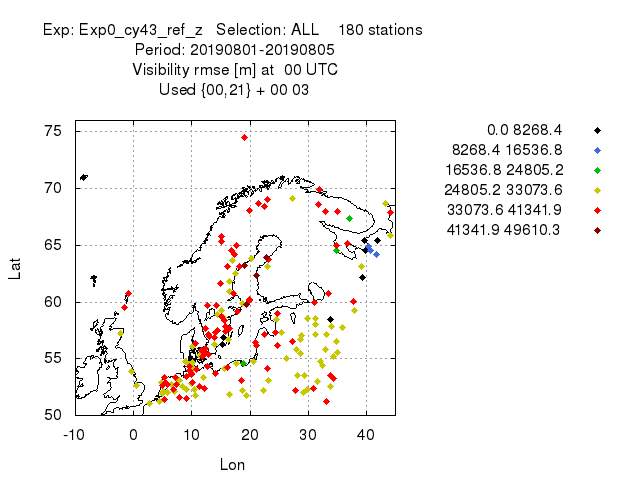 Exp: Exp0_cy43_ref_z   Selection: ALL    180 stations
Period: 20190801-20190805
Visibility rmse [m] at  00 UTC
Used {00,21} + 00 03
0.0 8268.4
8268.4 16536.8
16536.8 24805.2
24805.2 33073.6
33073.6 41341.9
41341.9 49610.3
75
70
65
60
55
50
Lat
-10 0 10 20 30 40
Lon